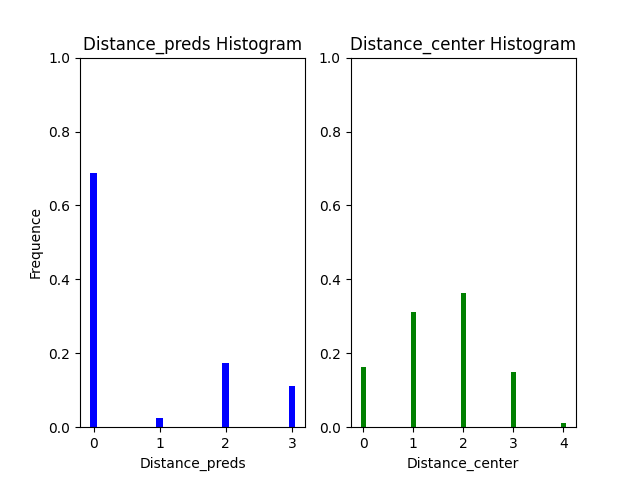 Distance_preds Histogram
1.0
0.8
0.6
0.4
0.2
0.0
Frequence
0 1 2 3
Distance_preds
Distance_center Histogram
1.0
0.8
0.6
0.4
0.2
0.0
0 1 2 3 4
Distance_center